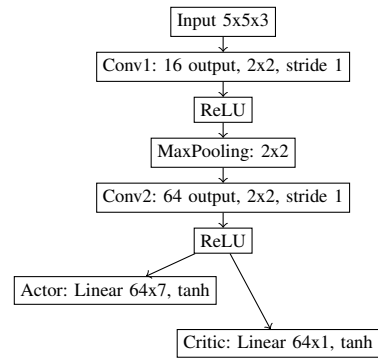 Input 5x5x3
Conv1: 16 output, 2x2, stride 1
ReLU
MaxPooling: 2x2
Conv2: 64 output, 2x2, stride 1
ReLU
Actor: Linear 64x7, tanh
Critic: Linear 64x1, tanh